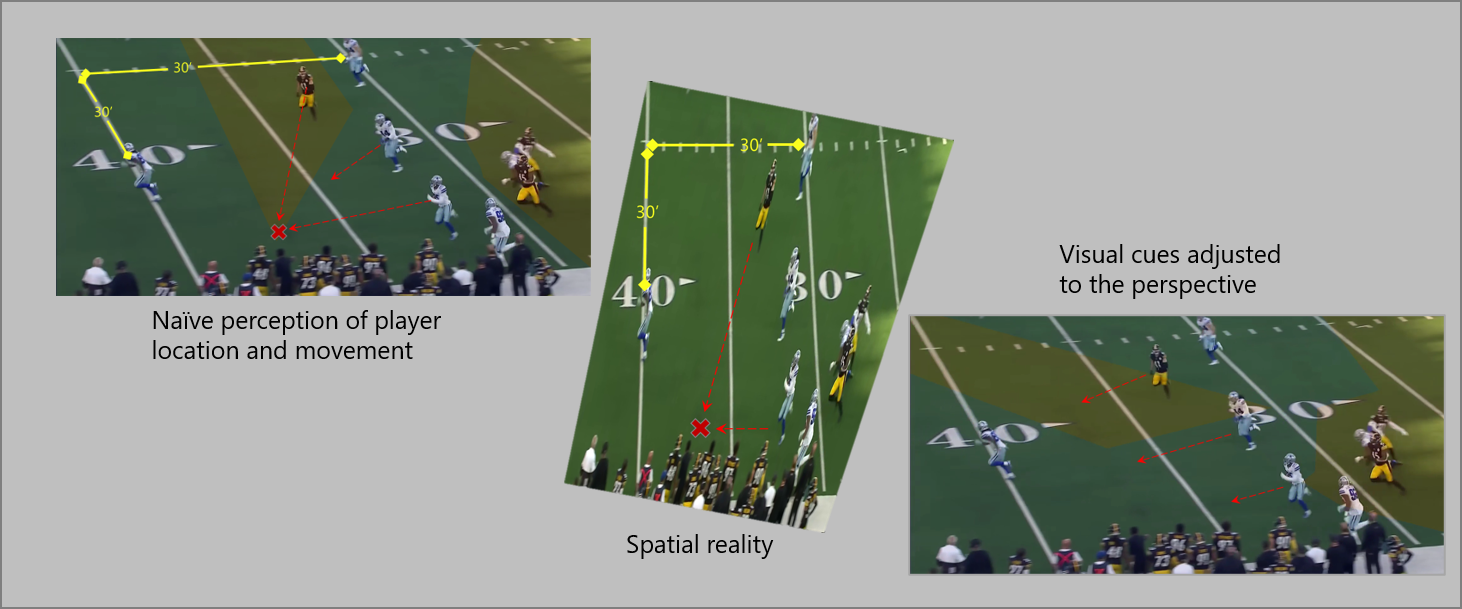 30’
30’
40
30
Naïve perception of player
location and movement
30’
30’
40
30
Spatial reality
Visual cues adjusted
to the perspective
40
30